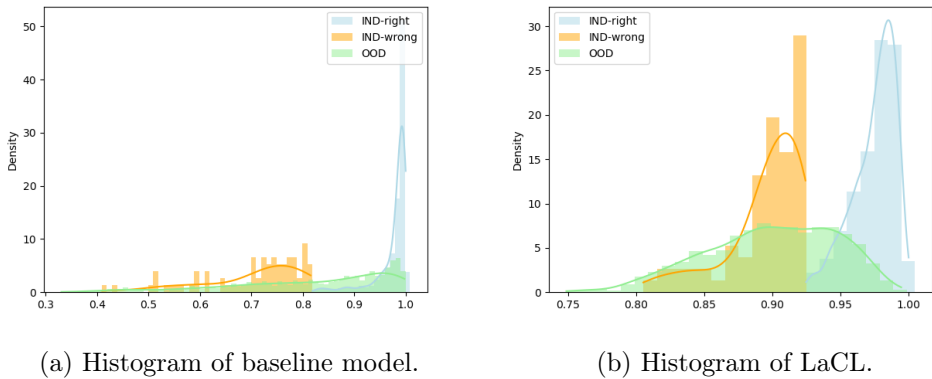 IND-right
IND-wrong
OOD
Density
50
40
30
20
10
0
0.3 0.4 0.5 0.6 0.7 0.8 0.9 1.0
(a) Histogram of baseline model.
IND-right
IND-wrong
OOD
Density
30
25
20
15
10
5
0
0.75 0.80 0.85 0.90 0.95 1.00
(b) Histogram of LaCL.